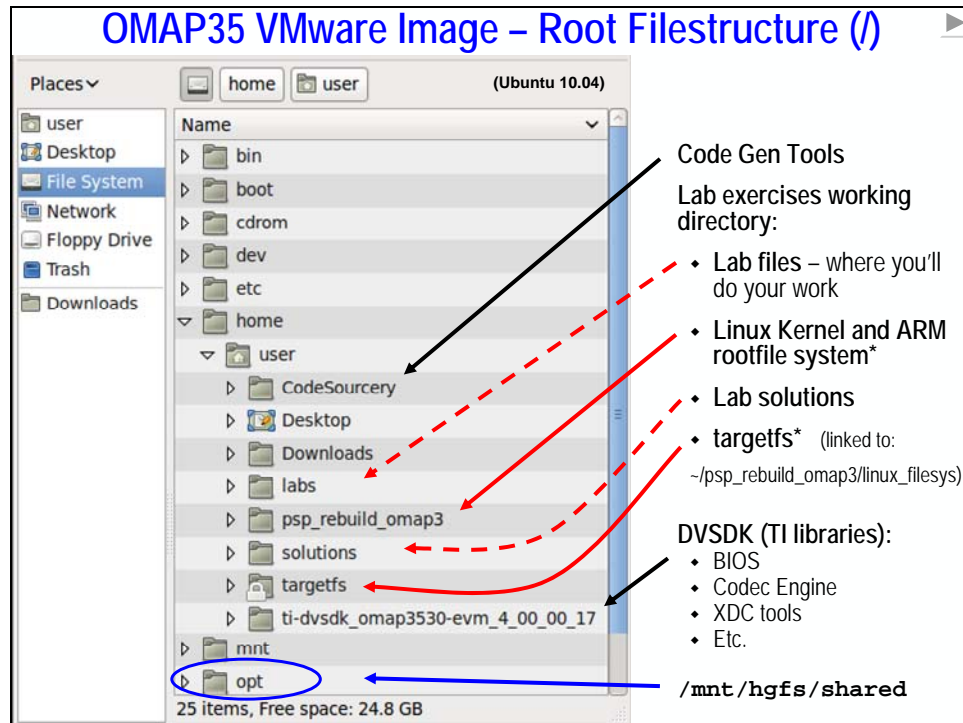 OMAP35 VMware Image – Root Filestructure (/)
Places
home
user
(Ubuntu 10.04)
user
Desktop
File System
Network
Floppy Drive
Trash
Downloads
Name
bin
boot
cdrom
dev
etc
home
user
CodeSourcery
Desktop
Downloads
labs
psp_rebuild_omap3
solutions
targetfs
ti-dvsdk_omap3530-evm_4_00_00_17
mnt
opt
25 items, Free space: 24.8 GB
Code Gen Tools
Lab exercises working
directory:
Lab files – where you'll
do your work
Linux Kernel and ARM
rootfile system*
Lab solutions
targetfs* (linked to:
~/psp_rebuild_omap3/linux_filesys)
DVSDK (TI libraries):
BIOS
Codec Engine
XDC tools
Etc.
/mnt/hgfs/shared